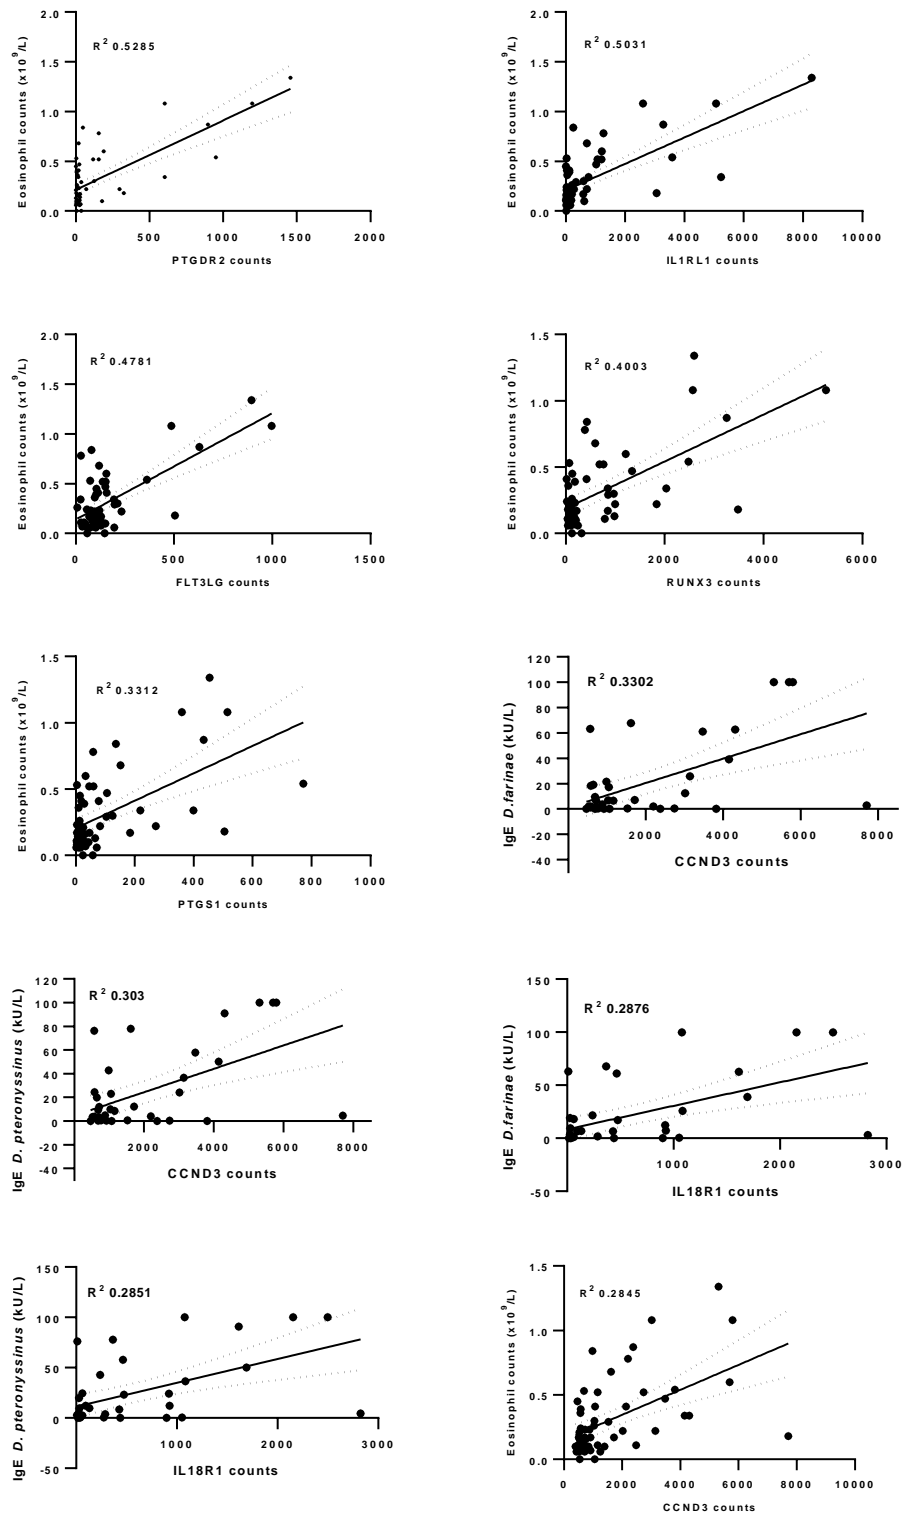 R2 0.5285
Eosinophil counts (x109/L)
2.0
1.5
1.0
0.5
0.0
0 500 1000 1500 2000
PTGDR2 counts
R2 0.5031
Eosinophil counts (x109/L)
2.0
1.5
1.0
0.5
0.0
0 2000 4000 6000 8000 10000
IL1RL1 counts
R2 0.4781
Eosinophil counts (x109/L)
2.0
1.5
1.0
0.5
0.0
0 500 1000 1500
FLT3LG counts
R2 0.4003
Eosinophil counts (x109/L)
1.5
1.0
0.5
0.0
0 2000 4000 6000
RUNX3 counts
R2 0.3312
Eosinophil counts (x109/L)
1.5
1.0
0.5
0.0
0 200 400 600 800 1000
PTGS1 counts
R2 0.3302
IgE D.farinae (kU/L)
120
100
80
60
40
20
0
-20
-40
2000 4000 6000 8000
CCND3 counts
R2 0.303
IgE D. pteronyssinus (kU/L)
120
100
80
60
40
20
0
-20
-40
2000 4000 6000 8000
CCND3 counts
R2 0.2876
IgE D.farinae (kU/L)
150
100
50
0
-50
1000 2000 3000
IL18R1 counts
R2 0.2851
IgE D. pteronyssinus (kU/L)
150
100
50
0
-50
1000 2000 3000
IL18R1 counts
R2 0.2845
Eosinophil counts (x109/L)
1.5
1.0
0.5
0.0
0 2000 4000 6000 8000 10000
CCND3 counts